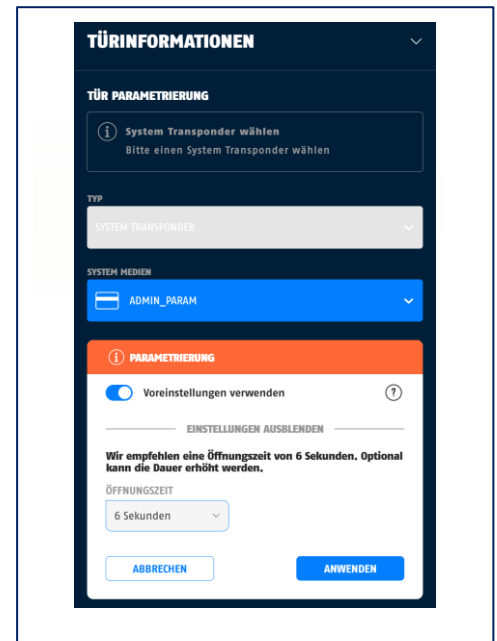 TÜRINFORMATIONEN
TÜR PARAMETRIERUNG
System Transponder wählen
Bitte einen System Transponder wählen
TYP
SYSTEM TRANSPONDER
SYSTEM MEDIEN
ADMIN_PARAM
PARAMETRIERUNG
Voreinstellungen verwenden
EINSTELLUNGEN AUSBLENDEN
Wir empfehlen eine Öffnungszeit von 6 Sekunden. Optional
kann die Dauer erhöht werden.
ÖFFNUNGSZEIT
6 Sekunden
ABBRECHEN
ANWENDEN